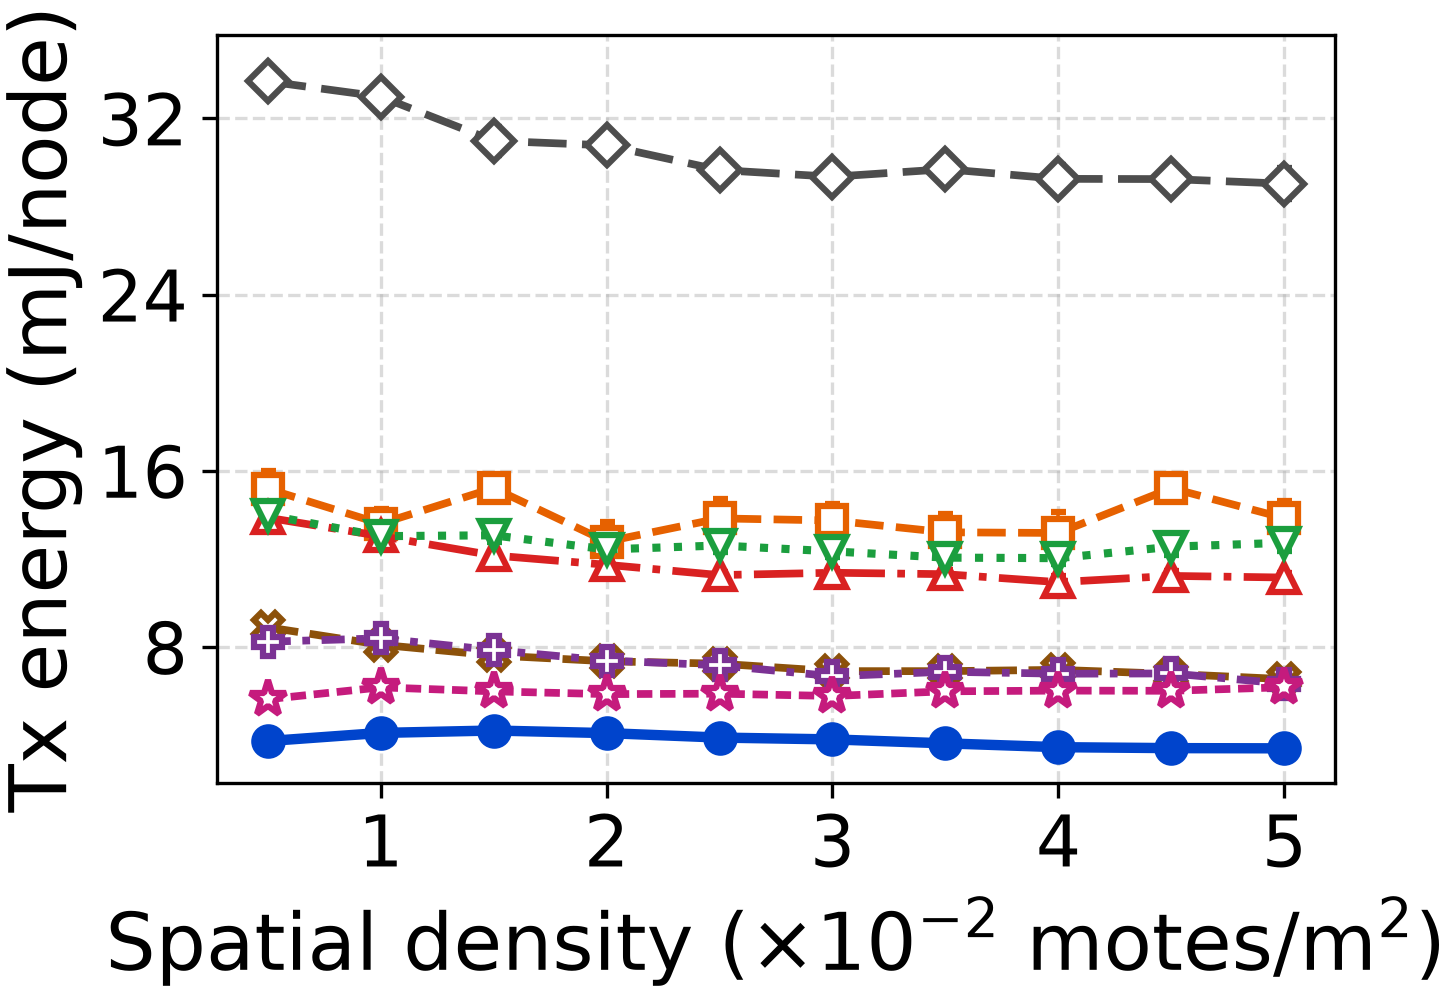 Tx energy (mJ/node)
32
24
16
8
1 2 3 4 5
Spatial density (×10⁻² motes/m²)